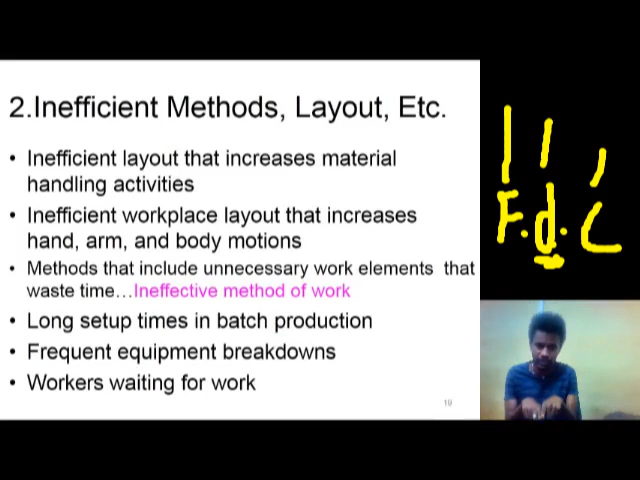 2.Inefficient Methods, Layout, Etc.
• Inefficient layout that increases material
handling activities
• Inefficient workplace layout that increases
hand, arm, and body motions
• Methods that include unnecessary work elements that
waste time…Ineffective method of work
• Long setup times in batch production
• Frequent equipment breakdowns
• Workers waiting for work
19
F.d.C